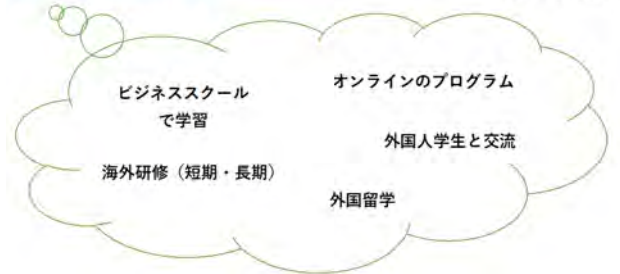 ビジネススクール
で学習
オンラインのプログラム
外国人学生と交流
海外研修（短期・長期）
外国留学